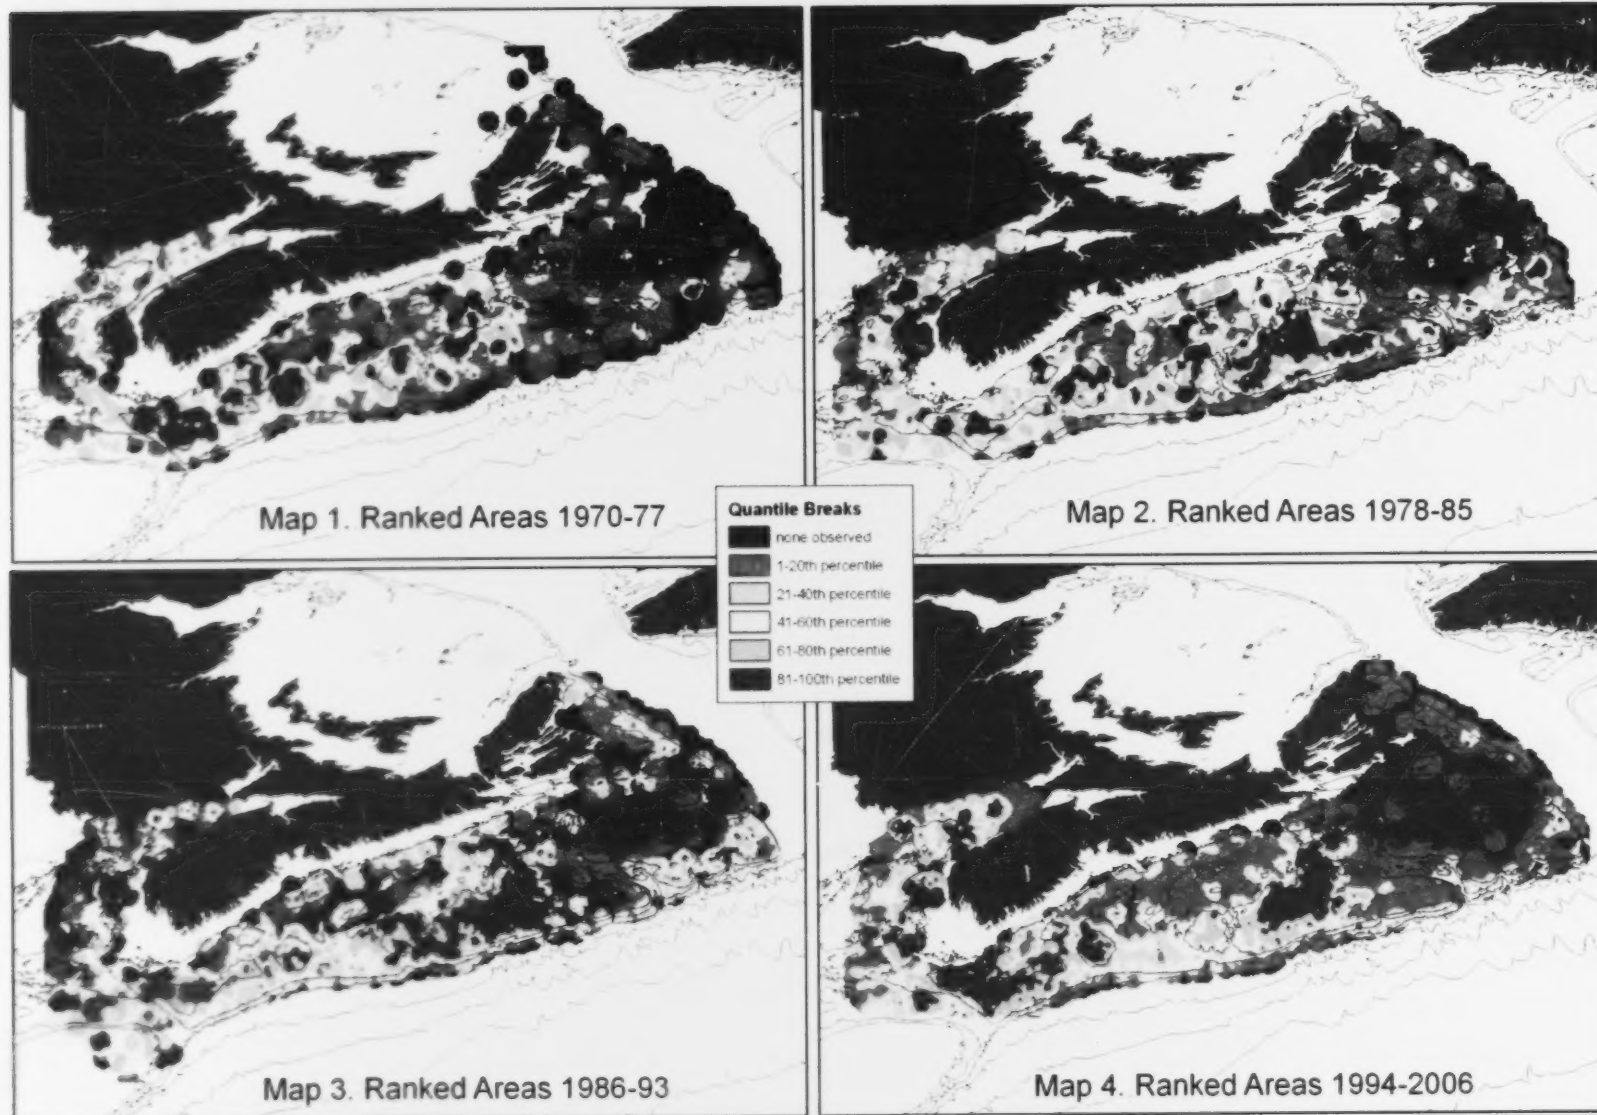 Map 1. Ranked Areas 1970-77
Map 2. Ranked Areas 1978-85
Quantile Breaks
none observed
1-20th percentile
21-40th percentile
41-60th percentile
61-80th percentile
81-100th percentile
Map 3. Ranked Areas 1986-93
Map 4. Ranked Areas 1994-2006